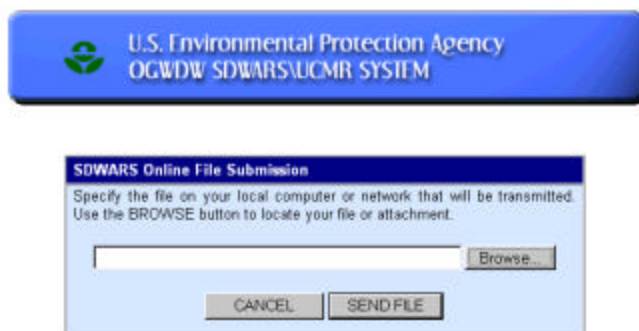 U.S. Environmental Protection Agency
OGWDW SDWARS\UCMR SYSTEM
SDWARS Online File Submission
Specify the file on your local computer or network that will be transmitted.
Use the BROWSE button to locate your file or attachment.
Browse...
CANCEL SEND FILE